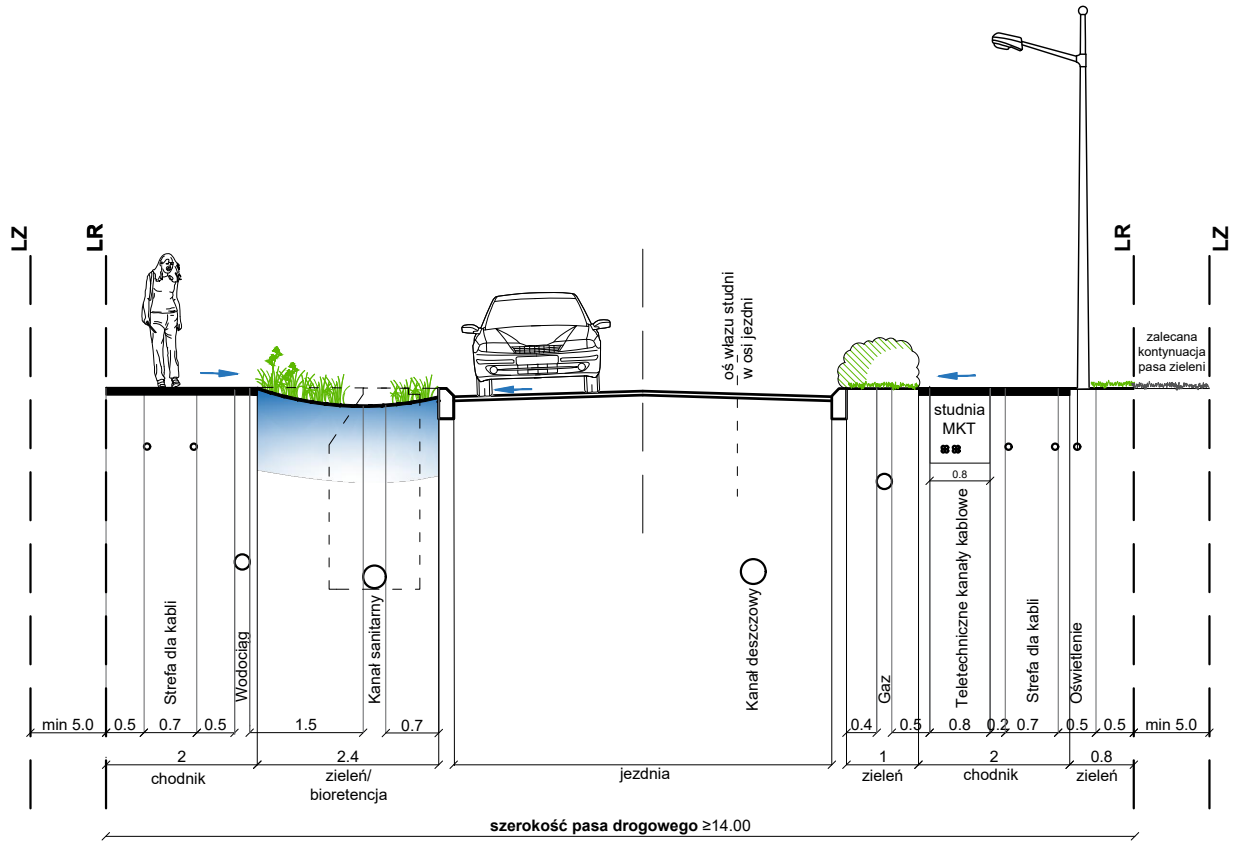 LZ
LR
LR
LZ
oś włazu studni
w osi jezdni
zalecana
kontynuacja
pasa zieleni
studnia
MKT
0.8
Strefa dla kabli
Wodociąg
Kanał sanitarny
Kanał deszczowy
Gaz
Teletechniczne kanały kablowe
Strefa dla kabli
Oświetlenie
min 5.0
0.5
0.7
0.5
1.5
0.7
0.4
0.5
0.8
0.2
0.7
0.5
0.5
min 5.0
2
chodnik
2.4
zieleń/
bioretencja
jezdnia
1
zieleń
2
chodnik
0.8
zieleń
szerokość pasa drogowego ≥14.00